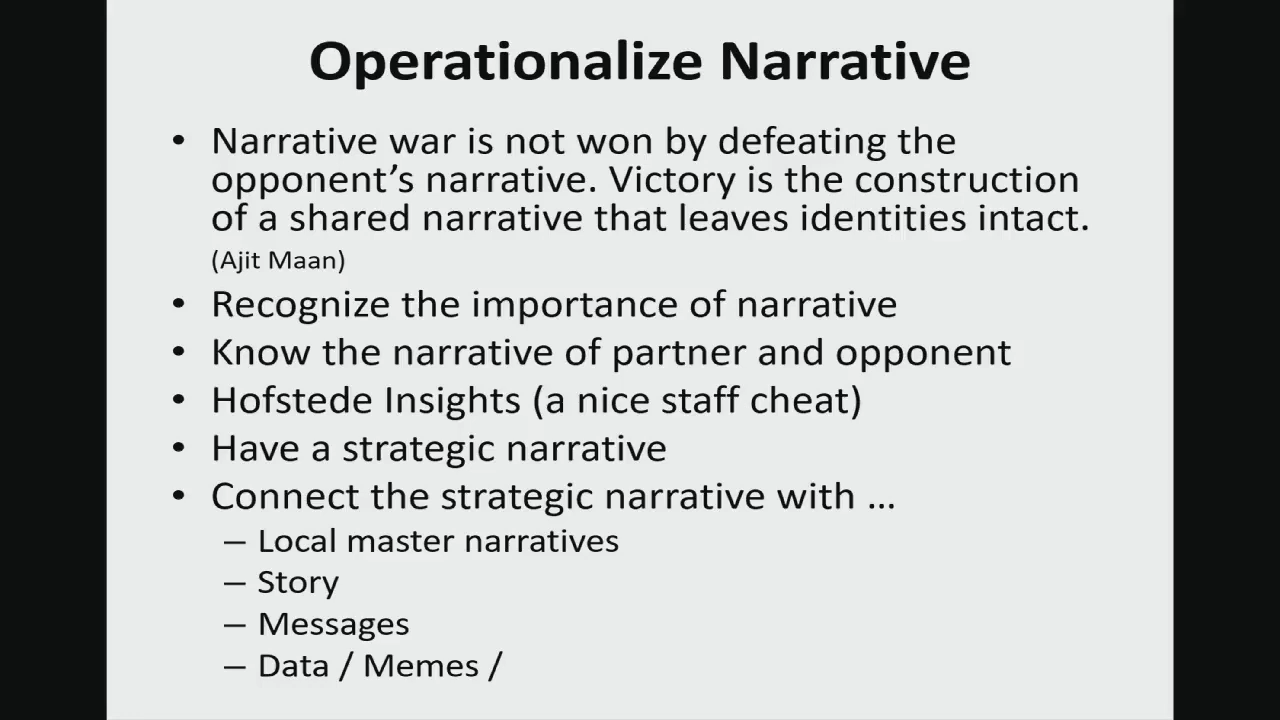 Operationalize Narrative
• Narrative war is not won by defeating the
opponent’s narrative. Victory is the construction
of a shared narrative that leaves identities intact.
(Ajit Maan)
• Recognize the importance of narrative
• Know the narrative of partner and opponent
• Hofstede Insights (a nice staff cheat)
• Have a strategic narrative
• Connect the strategic narrative with …
– Local master narratives
– Story
– Messages
– Data / Memes /